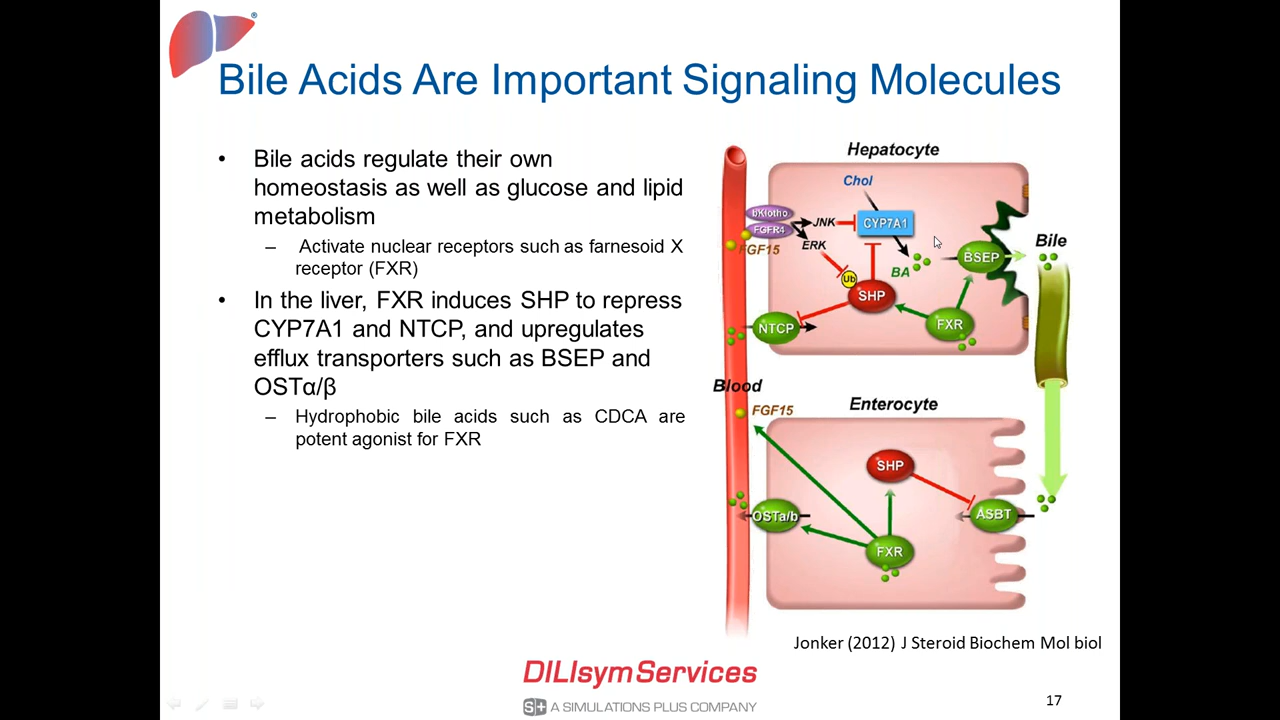 Bile Acids Are Important Signaling Molecules
• Bile acids regulate their own
homeostasis as well as glucose and lipid
metabolism
– Activate nuclear receptors such as farnesoid X
receptor (FXR)
• In the liver, FXR induces SHP to repress
CYP7A1 and NTCP, and upregulates
efflux transporters such as BSEP and
OSTα/β
– Hydrophobic bile acids such as CDCA are
potent agonist for FXR
Hepatocyte
Chol
bKlotho
FGFR4
JNK
CYP7A1
ERK
FGF15
BA
BSEP
Bile
Ub
SHP
NTCP
FXR
Blood
FGF15
Enterocyte
SHP
OSTa/b
ASBT
FXR
Jonker (2012) J Steroid Biochem Mol biol
DILIsymServices
S+ A SIMULATIONS PLUS COMPANY
17
®